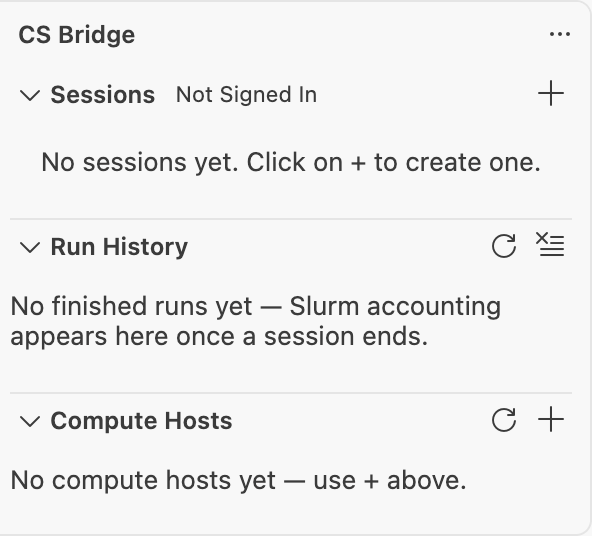 CS Bridge
Sessions Not Signed In
No sessions yet. Click on + to create one.
Run History
No finished runs yet — Slurm accounting
appears here once a session ends.
Compute Hosts
No compute hosts yet — use + above.